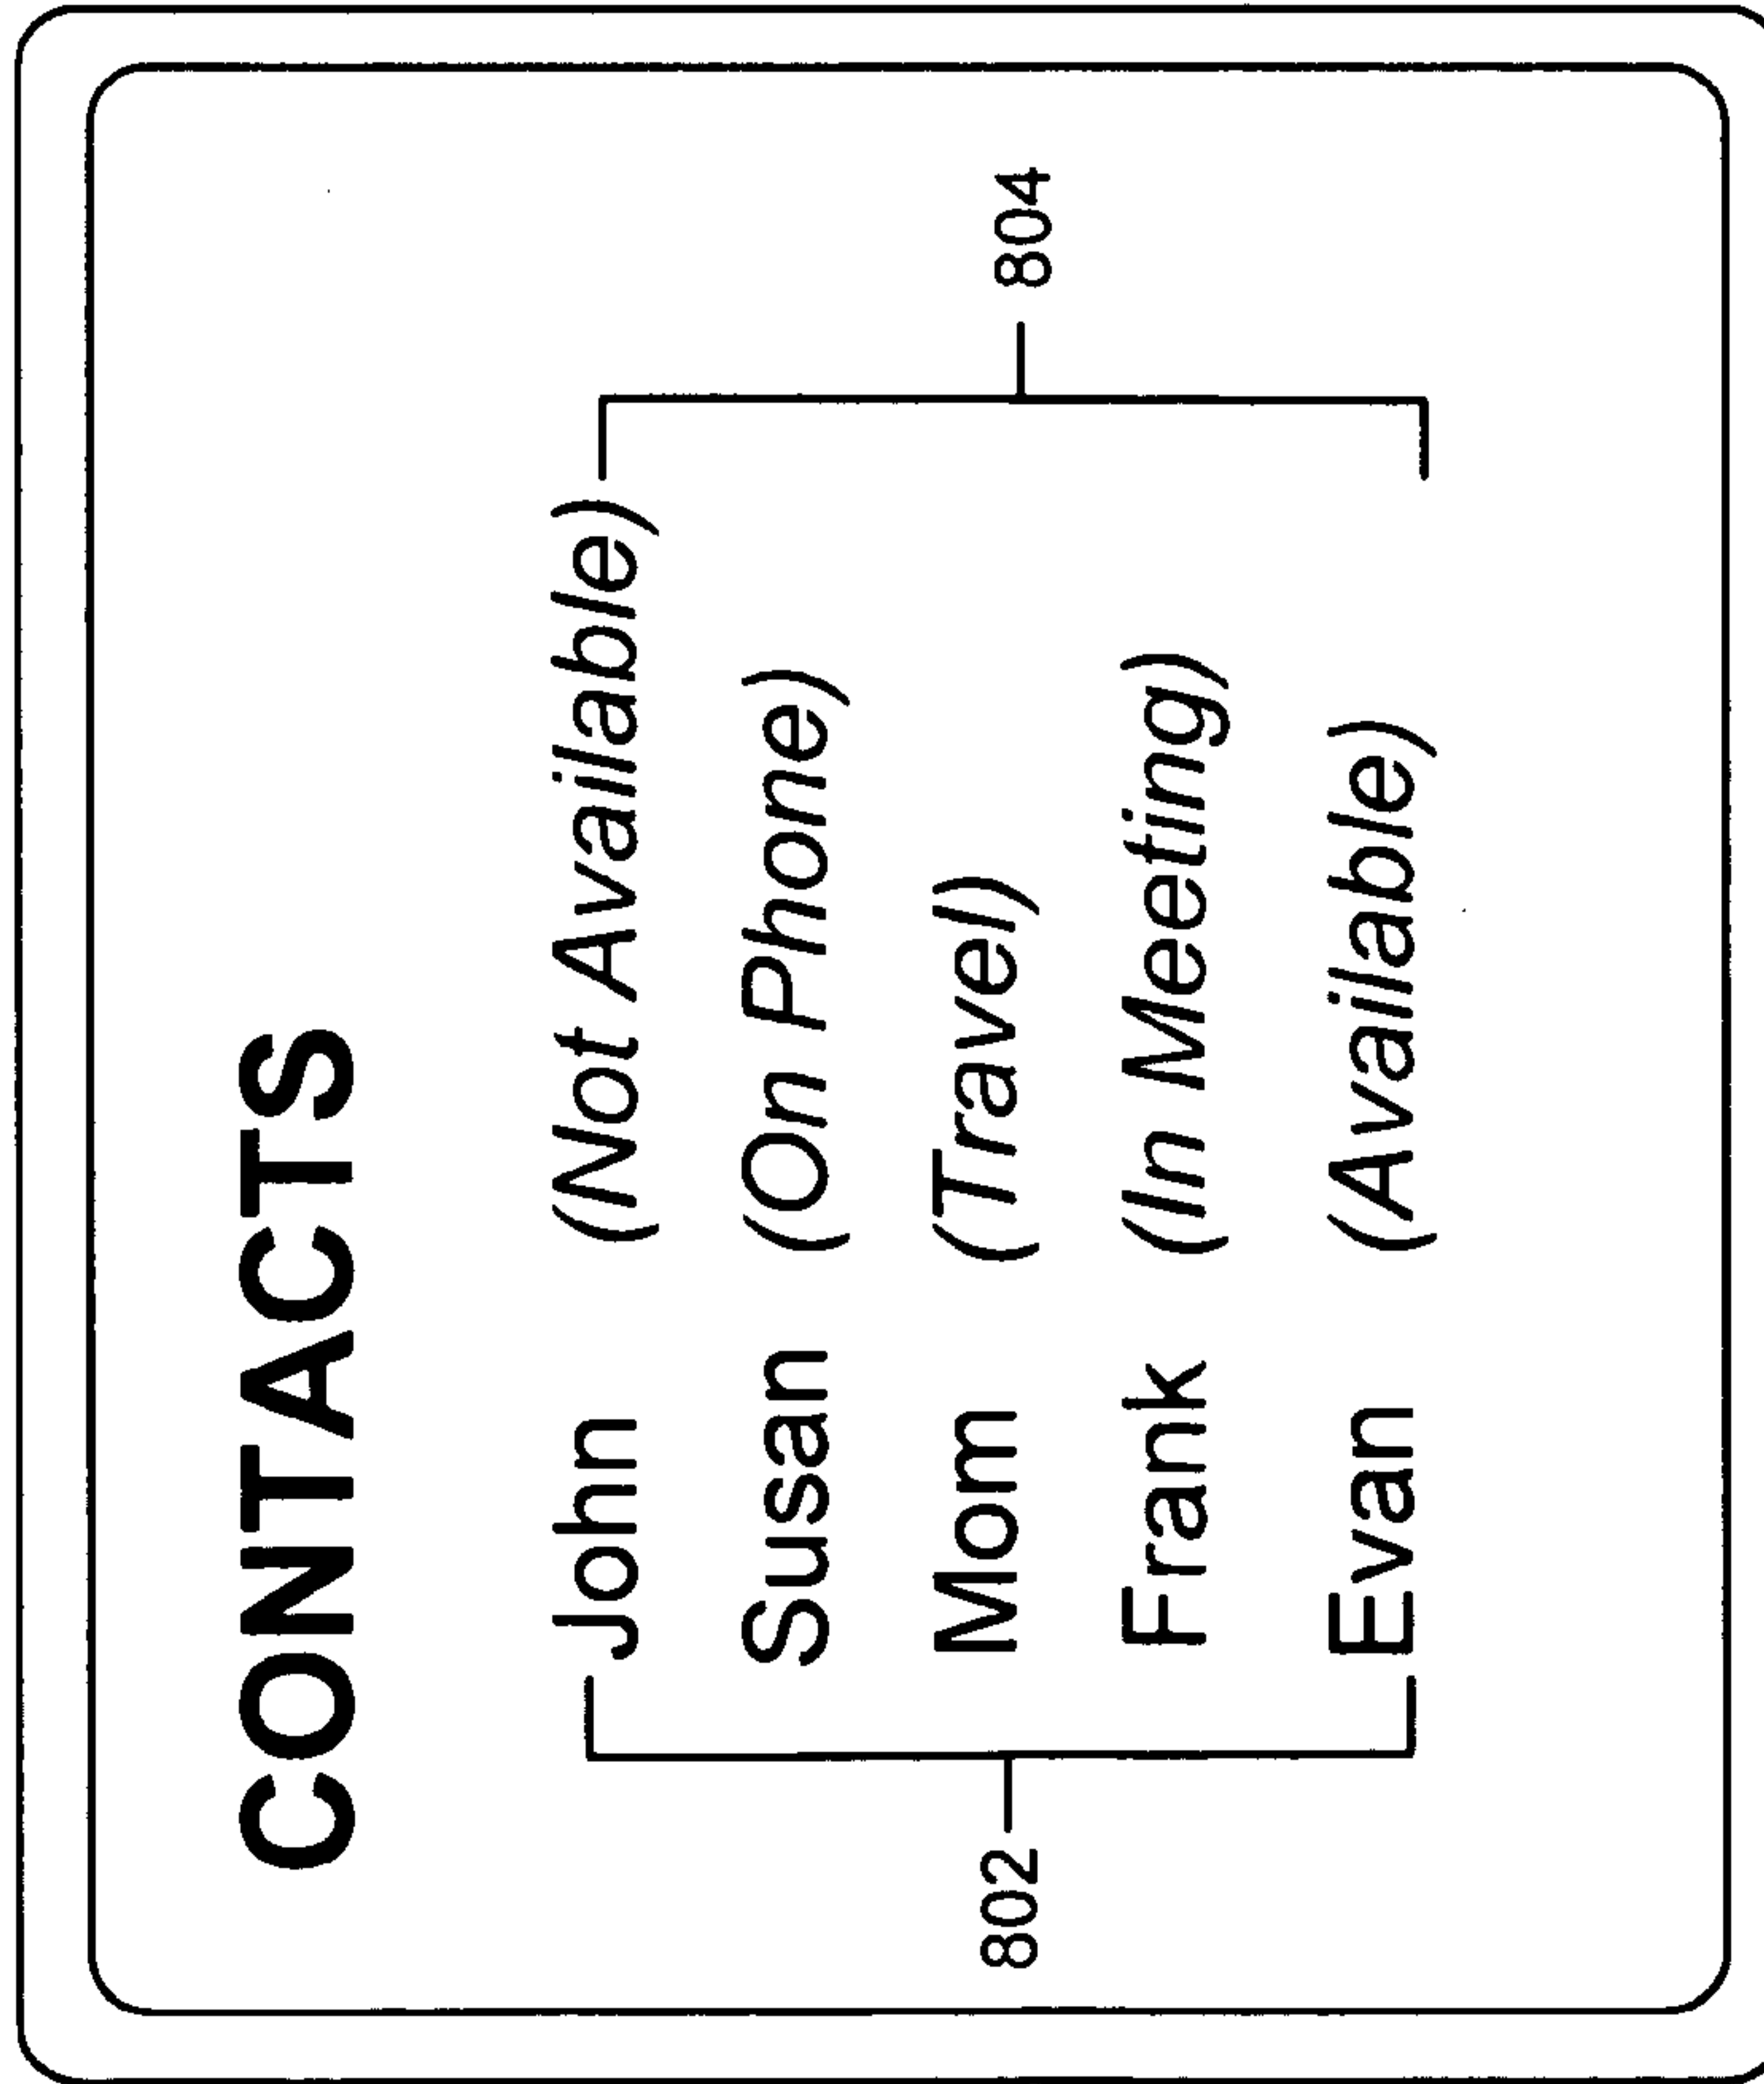 CONTACTS
John (Not Available)
Susan (On Phone)
802 Mom (Travel) 804
Frank (In Meeting)
Evan (Available)